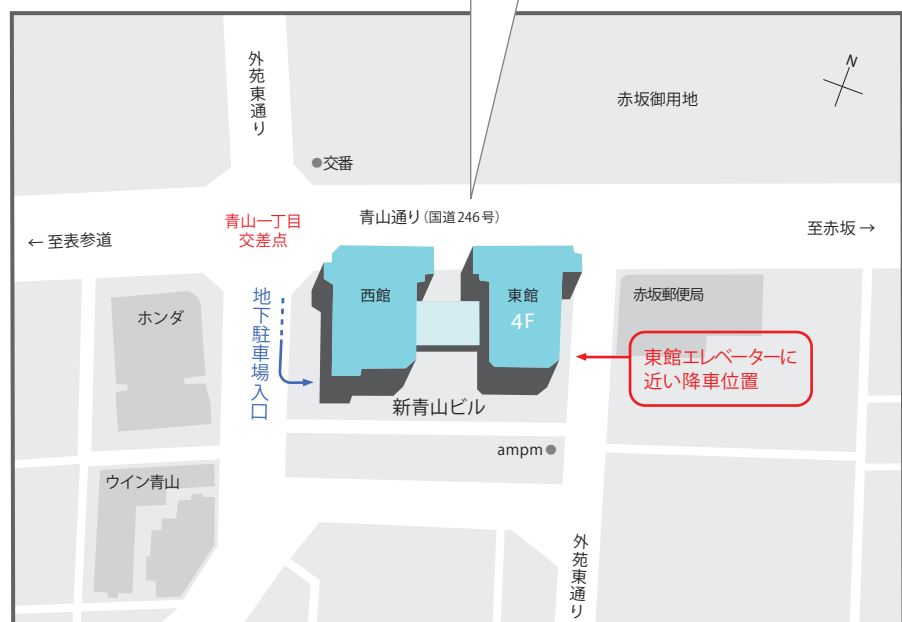 外苑東通り
N
赤坂御用地
交番
青山通り(国道246号)
青山一丁目
交差点
← 至表参道
至赤坂 →
地下駐車場入口
西館
東館
4F
赤坂郵便局
ホンダ
東館エレベーターに
近い降車位置
新青山ビル
ampm
ウイン青山
外苑東通り